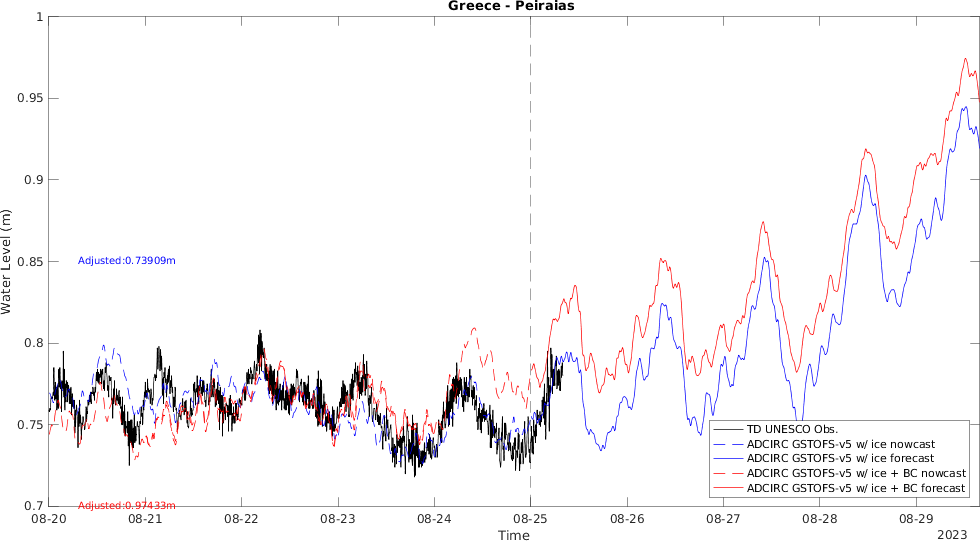 Greece - Peiraias
Water Level (m)
1
0.95
0.9
0.85
0.8
0.75
0.7
Adjusted:0.73909m
Adjusted:0.97433m
TD UNESCO Obs.
ADCIRC GSTOFS-v5 w/ ice nowcast
ADCIRC GSTOFS-v5 w/ ice forecast
ADCIRC GSTOFS-v5 w/ ice + BC nowcast
ADCIRC GSTOFS-v5 w/ ice + BC forecast
08-20 08-21 08-22 08-23 08-24 08-25 08-26 08-27 08-28 08-29
Time
2023